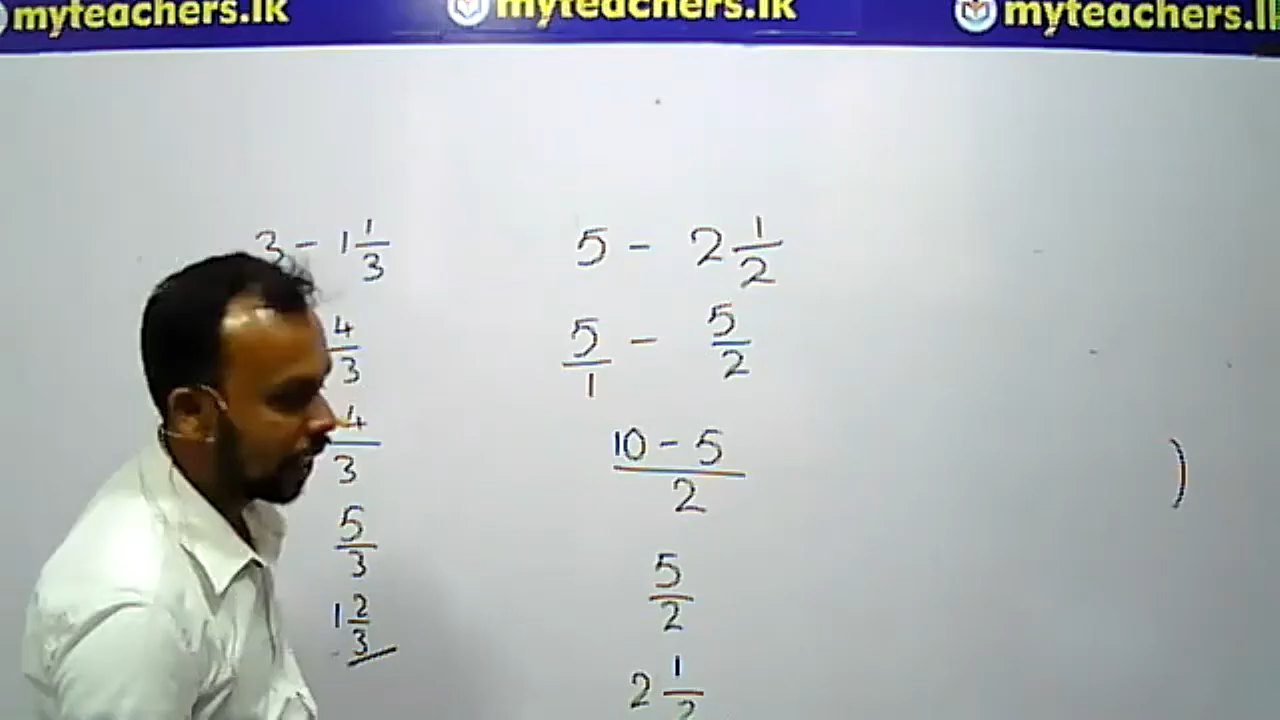 myteachers.lk myteachers.lk myteachers.lk
3 - 1 1/3
4/3
4
3
5/3
1 2/3
5 - 2 1/2
5/1 - 5/2
10 - 5
2
5/2
2 1/2
)